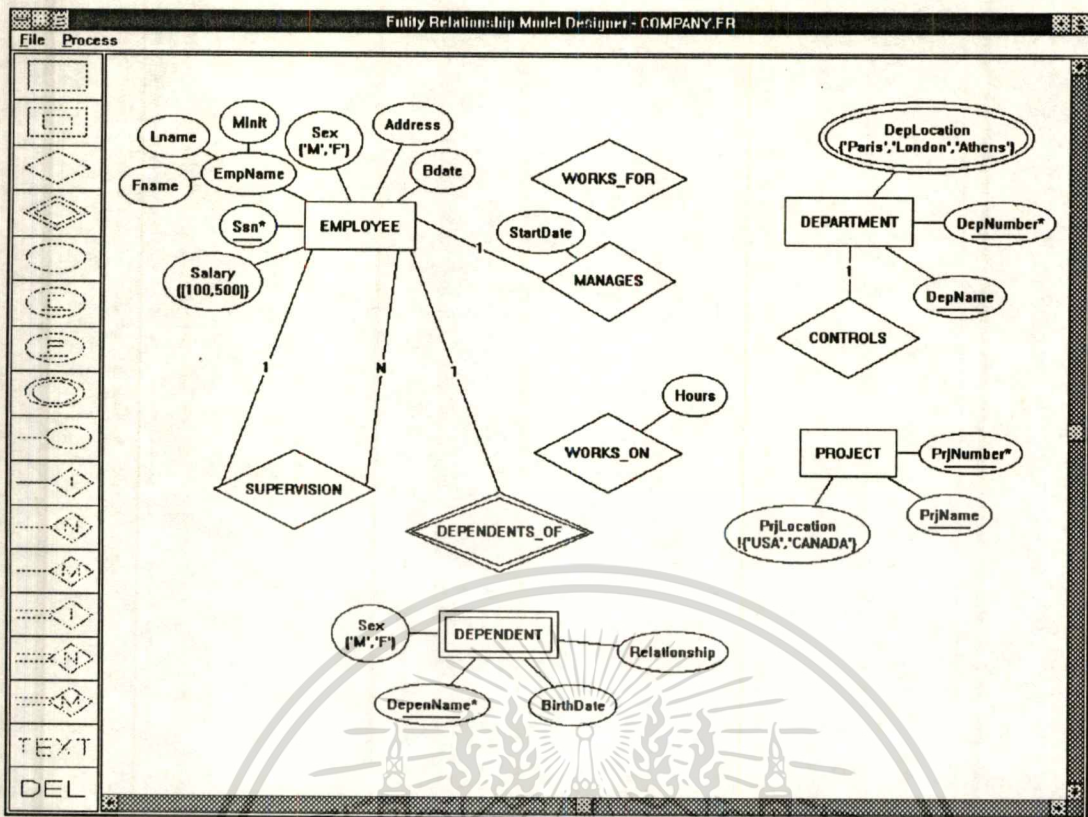 Entity Relationship Model Designer - COMPANY.ER
File Process
Lname
MinIt
Sex
{'M','F'}
Address
DepLocation
{'Paris','London','Athens'}
Fname
EmpName
Bdate
WORKS_FOR
Ssn*
EMPLOYEE
StartDate
DEPARTMENT
DepNumber*
Salary
{[100,500]}
1
MANAGES
1
DepName
CONTROLS
1
N
1
Hours
WORKS_ON
PROJECT
PrjNumber*
SUPERVISION
DEPENDENTS_OF
PrjLocation
!{"USA','CANADA'}
PrjName
Sex
{'M','F'}
DEPENDENT
Relationship
DepenName*
BirthDate
C
P
1
N
M
1
N
M
TEXT
DEL